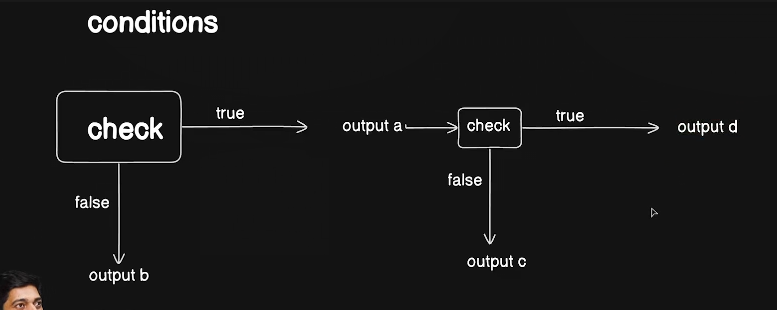 conditions
check
true
output a
check
true
output d
false
false
output b
output c